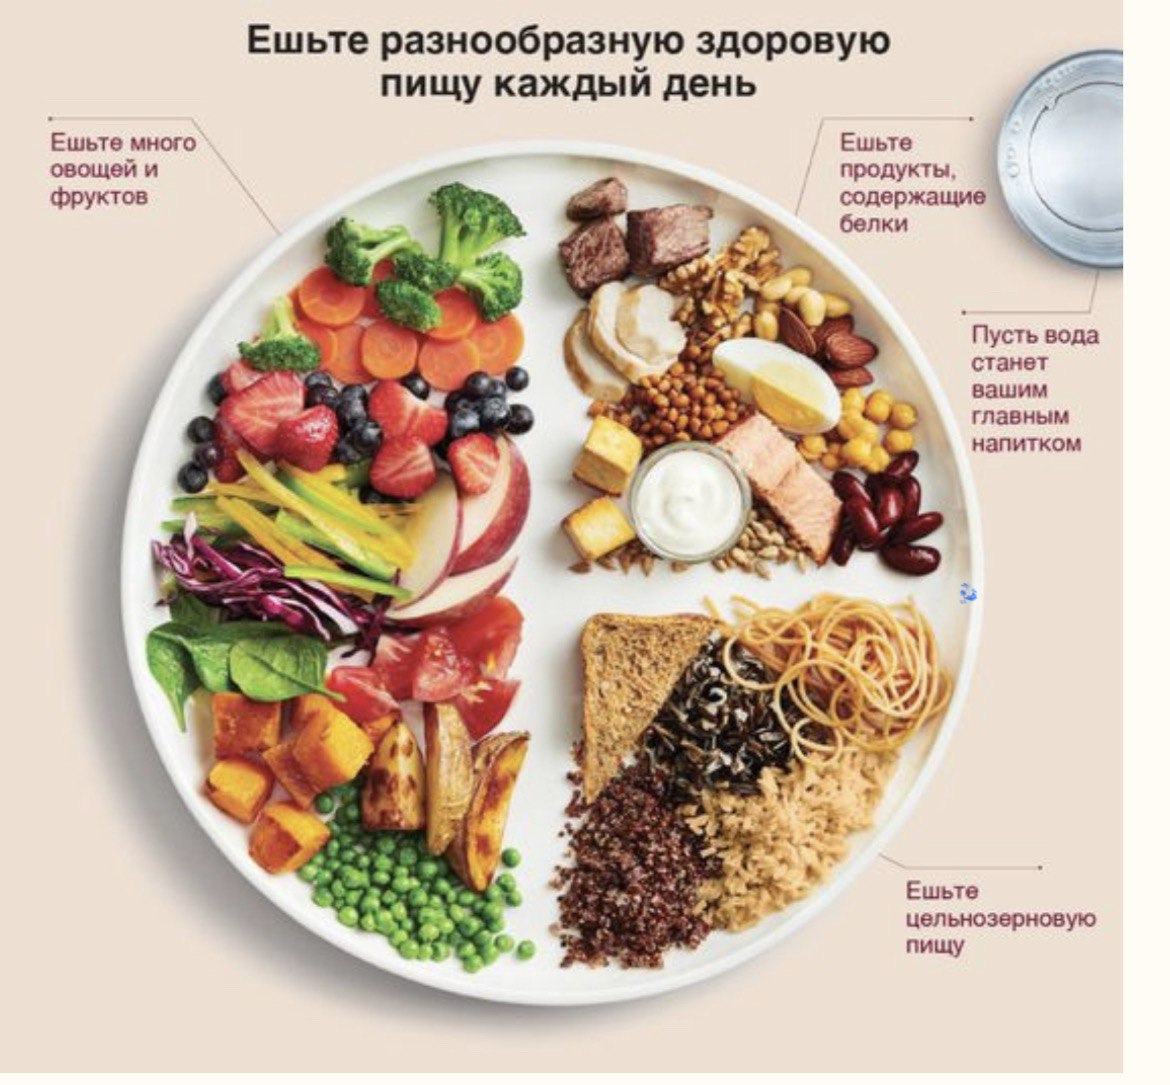 Ешьте разнообразную здоровую
пищу каждый день
Ешьте много
овощей и
фруктов
Ешьте
продукты,
содержащие
белки
Пусть вода
станет
вашим
главным
напитком
Ешьте
цельнозерновую
пищу